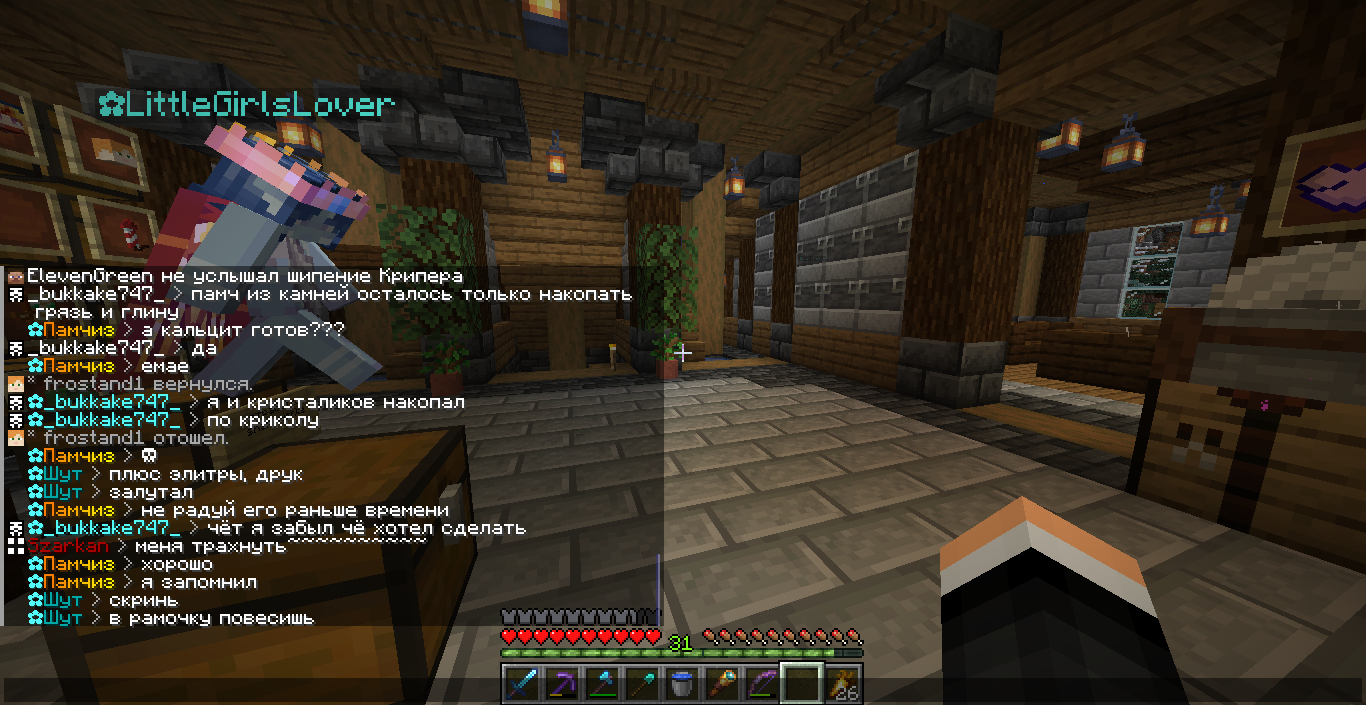 ✿LittleGirlsLover
ElevenGreen не услышал шипение Крипера
_bukkake747_ > памч из камней осталось только накопать
грязь и глину
✿Памчиз > а кальцит готов???
_bukkake747_ > да
✿Памчиз > емае
* frostand1 вернулся.
✿_bukkake747_ > я и кристаликов накопал
✿_bukkake747_ > по криколу
* frostand1 отошел.
✿Памчиз > 💀
✿Шут > плюс элитры, друк
✿Шут > залутал
✿Памчиз > не радуй его раньше времени
✿_bukkake747_ > чёт я забыл чё хотел сделать
Szarkan > меня трахнуть
✿Памчиз > хорошо
✿Памчиз > я запомнил
✿Шут > скринь
✿Шут > в рамочку повесишь
31
26